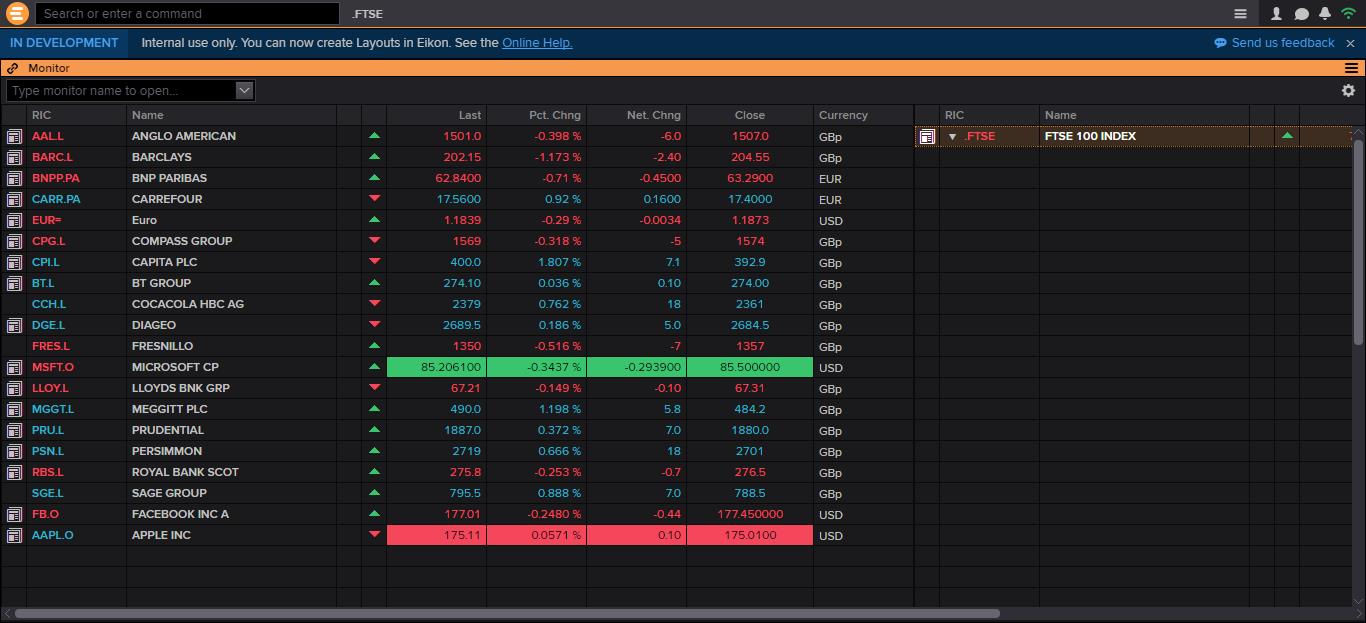 Search or enter a command .FTSE
IN DEVELOPMENT Internal use only. You can now create Layouts in Eikon. See the Online Help. Send us feedback
Monitor
Type monitor name to open...
RIC Name Last Pct. Chng Net. Chng Close Currency RIC Name
AAL.L ANGLO AMERICAN 1501.0 -0.398 % -6.0 1507.0 GBp .FTSE FTSE 100 INDEX
BARC.L BARCLAYS 202.15 -1.173 % -2.40 204.55 GBp
BNPP.PA BNP PARIBAS 62.8400 -0.71 % -0.4500 63.2900 EUR
CARR.PA CARREFOUR 17.5600 0.92 % 0.1600 17.4000 EUR
EUR= Euro 1.1839 -0.29 % -0.0034 1.1873 USD
CPG.L COMPASS GROUP 1569 -0.318 % -5 1574 GBp
CPI.L CAPITA PLC 400.0 1.807 % 7.1 392.9 GBp
BT.L BT GROUP 274.10 0.036 % 0.10 274.00 GBp
CCH.L COCACOLA HBC AG 2379 0.762 % 18 2361 GBp
DGE.L DIAGEO 2689.5 0.186 % 5.0 2684.5 GBp
FRES.L FRESNILLO 1350 -0.516 % -7 1357 GBp
MSFT.O MICROSOFT CP 85.206100 -0.3437 % -0.293900 85.500000 USD
LLOY.L LLOYDS BNK GRP 67.21 -0.149 % -0.10 67.31 GBp
MGGT.L MEGGITT PLC 490.0 1.198 % 5.8 484.2 GBp
PRU.L PRUDENTIAL 1887.0 0.372 % 7.0 1880.0 GBp
PSN.L PERSIMMON 2719 0.666 % 18 2701 GBp
RBS.L ROYAL BANK SCOT 275.8 -0.253 % -0.7 276.5 GBp
SGE.L SAGE GROUP 795.5 0.888 % 7.0 788.5 GBp
FB.O FACEBOOK INC A 177.01 -0.2480 % -0.44 177.450000 USD
AAPL.O APPLE INC 175.11 0.0571 % 0.10 175.0100 USD